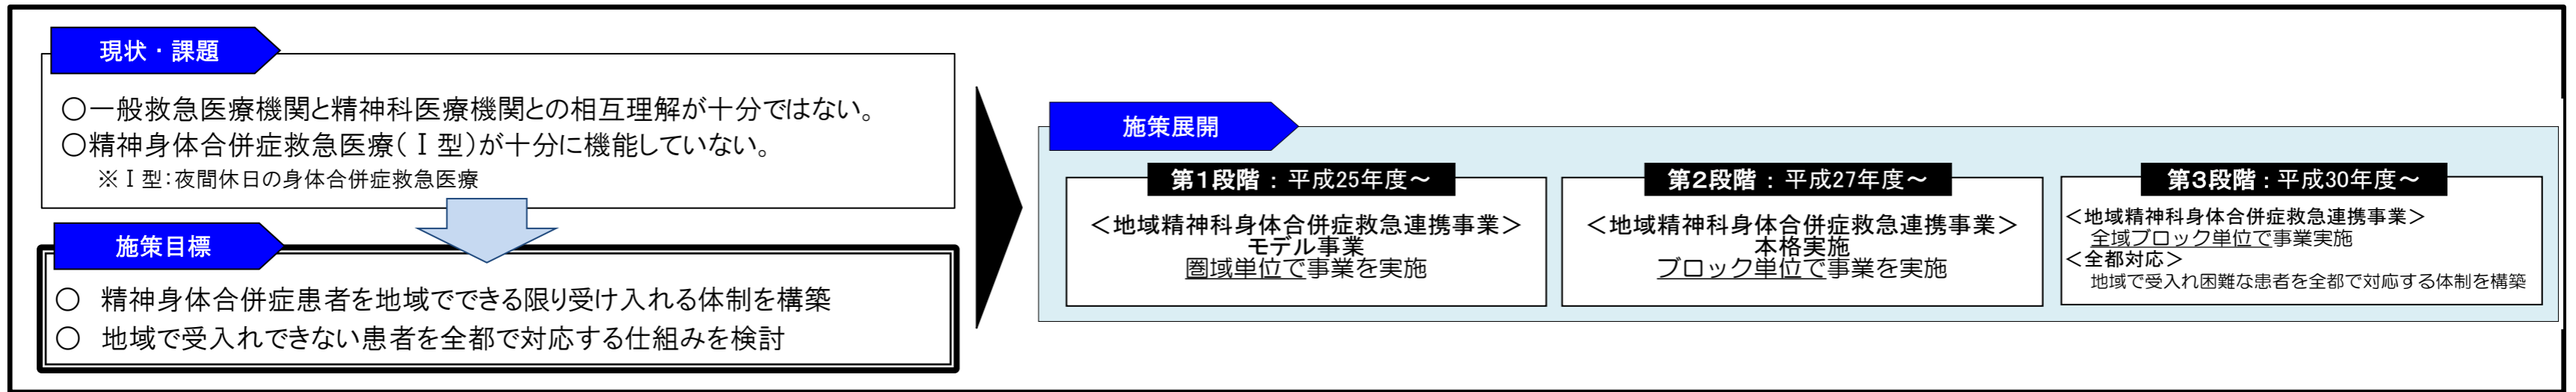 現状・課題
○一般救急医療機関と精神科医療機関との相互理解が十分ではない。
○精神身体合併症救急医療(Ⅰ型)が十分に機能していない。
※Ⅰ型:夜間休日の身体合併症救急医療
施策目標
○ 精神身体合併症患者を地域でできる限り受け入れる体制を構築
○ 地域で受入れできない患者を全都で対応する仕組みを検討
施策展開
第1段階:平成25年度～
＜地域精神科身体合併症救急連携事業＞
モデル事業
圏域単位で事業を実施
第2段階:平成27年度～
＜地域精神科身体合併症救急連携事業＞
本格実施
ブロック単位で事業を実施
第3段階:平成30年度～
＜地域精神科身体合併症救急連携事業＞
全域ブロック単位で事業実施
＜全都対応＞
地域で受入れ困難な患者を全都で対応する体制を構築